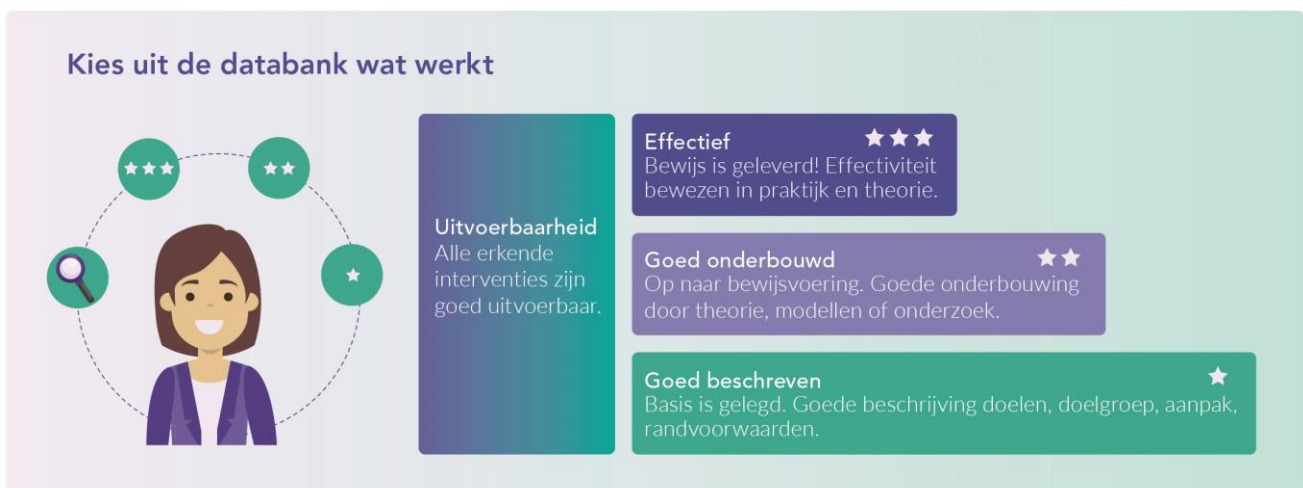 Kies uit de databank wat werkt
Uitvoerbaarheid
Alle erkende
interventies zijn
goed uitvoerbaar.
Effectief
Bewijs is geleverd! Effectiviteit
bewezen in praktijk en theorie.
Goed onderbouwd
Op naar bewijsvoering. Goede onderbouwing
door theorie, modellen of onderzoek.
Goed beschreven
Basis is gelegd. Goede beschrijving doelen, doelgroep, aanpak,
randvoorwaarden.